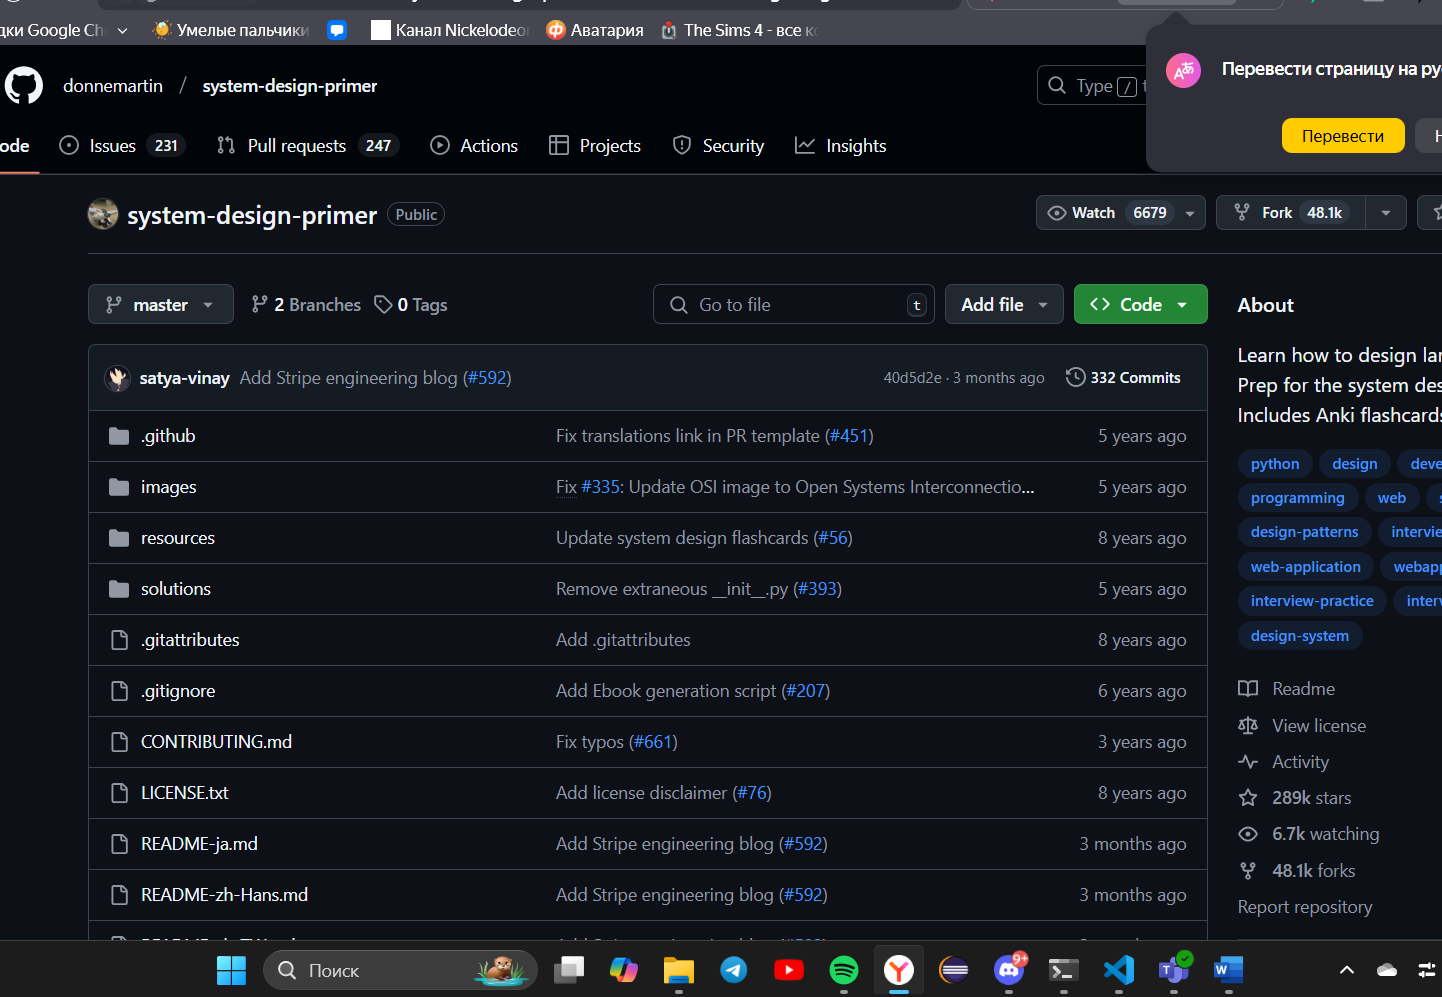 дки Google Ch
Умелые пальчики
Канал Nickelodeon
Аватария
The Sims 4 - все к
donnemartin / system-design-primer
Type / t
Перевести страницу на ру
Перевести
Н
ode
Issues 231
Pull requests 247
Actions
Projects
Security
Insights
system-design-primer Public
Watch 6679
Fork 48.1k
master
2 Branches
0 Tags
Go to file t
Add file
Code
About
Learn how to design lar
Prep for the system des
Includes Anki flashcards
python design deve
programming web s
design-patterns intervie
web-application webapp
interview-practice interv
design-system
Readme
View license
Activity
289k stars
6.7k watching
48.1k forks
Report repository
satya-vinay Add Stripe engineering blog (#592) 40d5d2e · 3 months ago 332 Commits
.github Fix translations link in PR template (#451) 5 years ago
images Fix #335: Update OSI image to Open Systems Interconnectio... 5 years ago
resources Update system design flashcards (#56) 8 years ago
solutions Remove extraneous __init__.py (#393) 5 years ago
.gitattributes Add .gitattributes 8 years ago
.gitignore Add Ebook generation script (#207) 6 years ago
CONTRIBUTING.md Fix typos (#661) 3 years ago
LICENSE.txt Add license disclaimer (#76) 8 years ago
README-ja.md Add Stripe engineering blog (#592) 3 months ago
README-zh-Hans.md Add Stripe engineering blog (#592) 3 months ago
Поиск
9+